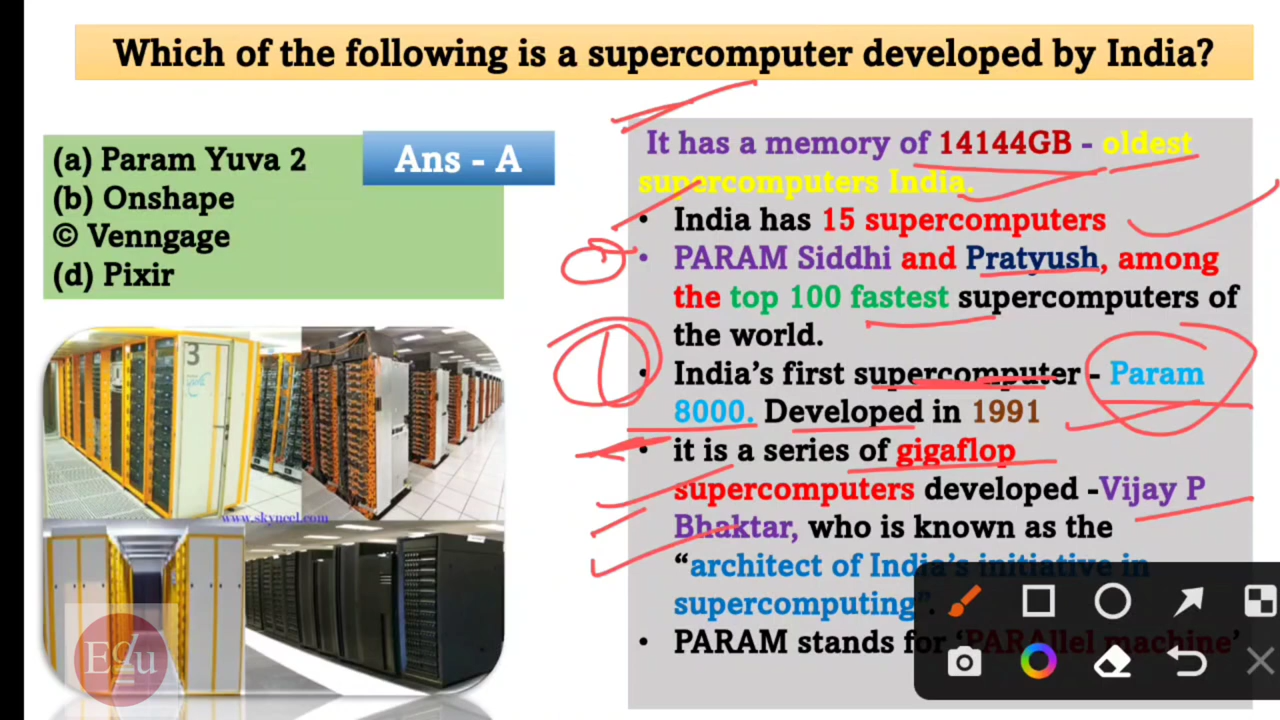 Which of the following is a supercomputer developed by India?
(a) Param Yuva 2
(b) Onshape
© Venngage
(d) Pixir
Ans - A
It has a memory of 14144GB - oldest
supercomputers India.
• India has 15 supercomputers
• PARAM Siddhi and Pratyush, among
the top 100 fastest supercomputers of
the world.
• India's first supercomputer - Param
8000. Developed in 1991
• it is a series of gigaflop
supercomputers developed -Vijay P
Bhaktar, who is known as the
“architect of India's initiative in
supercomputing”.
• PARAM stands for ‘PARAllel machine’
3
www.skyneel.com
Edu